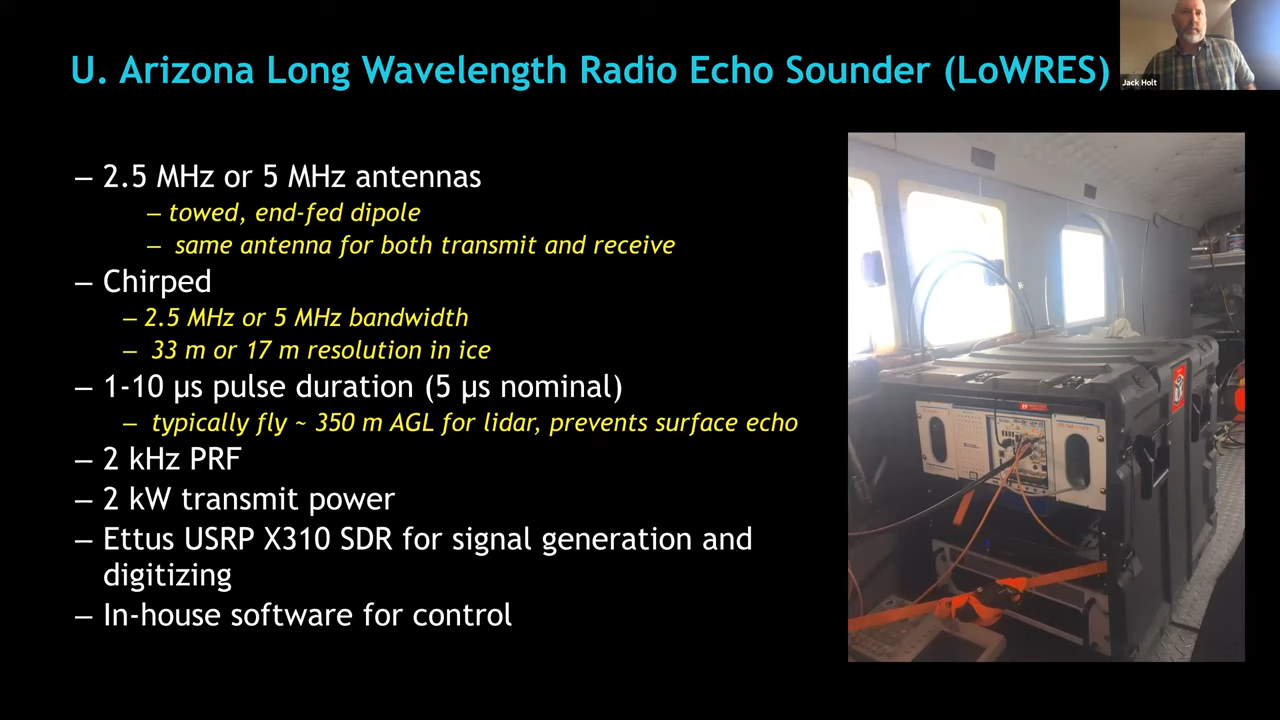 U. Arizona Long Wavelength Radio Echo Sounder (LoWRES)
Jack Holt
– 2.5 MHz or 5 MHz antennas
– towed, end-fed dipole
– same antenna for both transmit and receive
– Chirped
– 2.5 MHz or 5 MHz bandwidth
– 33 m or 17 m resolution in ice
– 1-10 µs pulse duration (5 µs nominal)
– typically fly ~ 350 m AGL for lidar, prevents surface echo
– 2 kHz PRF
– 2 kW transmit power
– Ettus USRP X310 SDR for signal generation and
digitizing
– In-house software for control